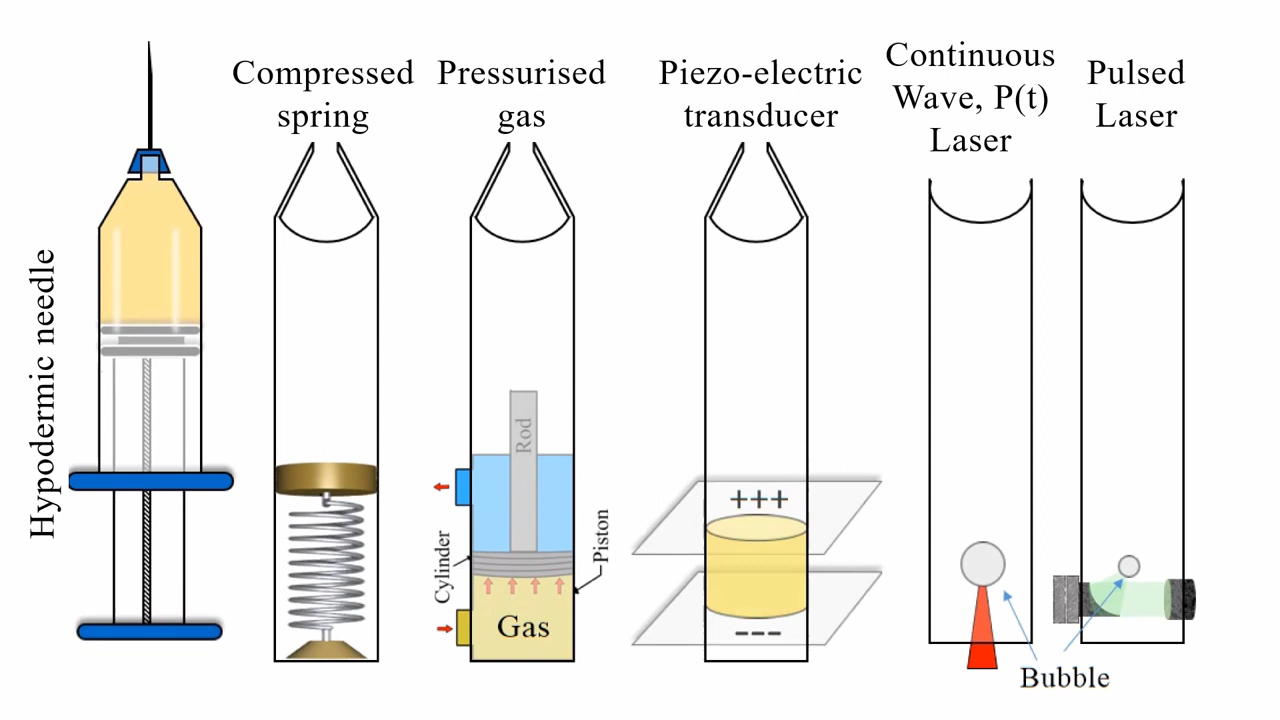 Hypodermic needle
Compressed
spring
Pressurised
gas
Rod
Cylinder
Piston
Gas
Piezo-electric
transducer
+++
---
Continuous
Wave, P(t)
Laser
Pulsed
Laser
Bubble